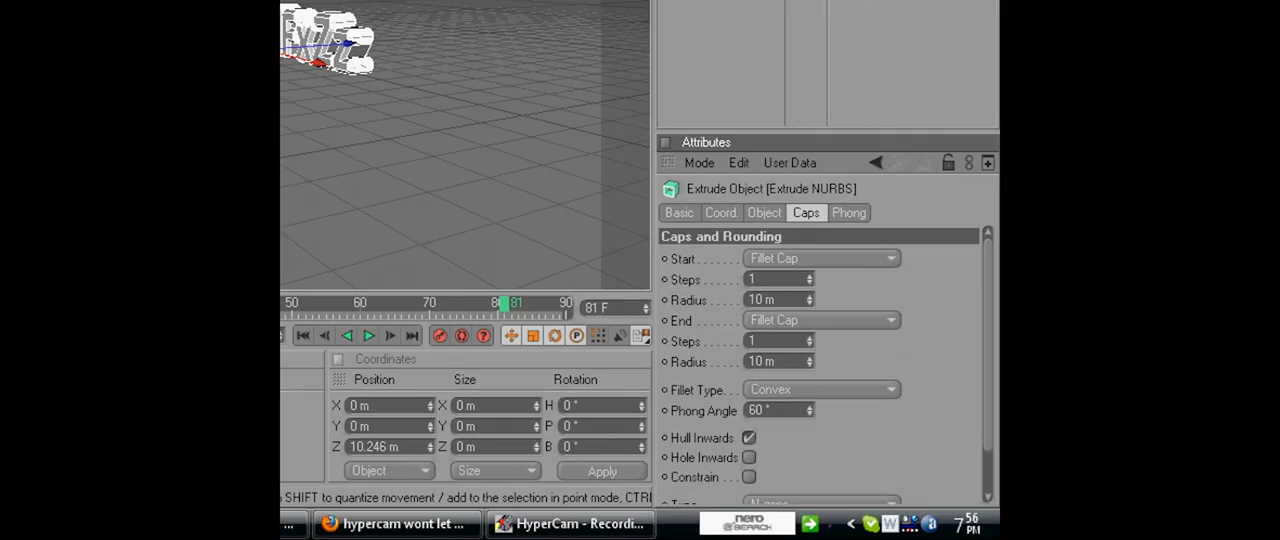 EXZZ
Attributes
Mode Edit User Data
Extrude Object [Extrude NURBS]
Basic Coord. Object Caps Phong
Caps and Rounding
Start Fillet Cap
Steps 1
Radius 10 m
End Fillet Cap
Steps 1
Radius 10 m
Fillet Type Convex
Phong Angle 60 °
Hull Inwards
Hole Inwards
Constrain
Type
50 60 70 80 81 90 81 F
Coordinates
Position Size Rotation
X 0 m X 0 m H 0 °
Y 0 m Y 0 m P 0 °
Z 10.246 m Z 0 m B 0 °
Object Size Apply
SHIFT to quantize movement / add to the selection in point mode, CTRL
... hypercam wont let ... HyperCam - Recordi... nero SEARCH 7:56 PM